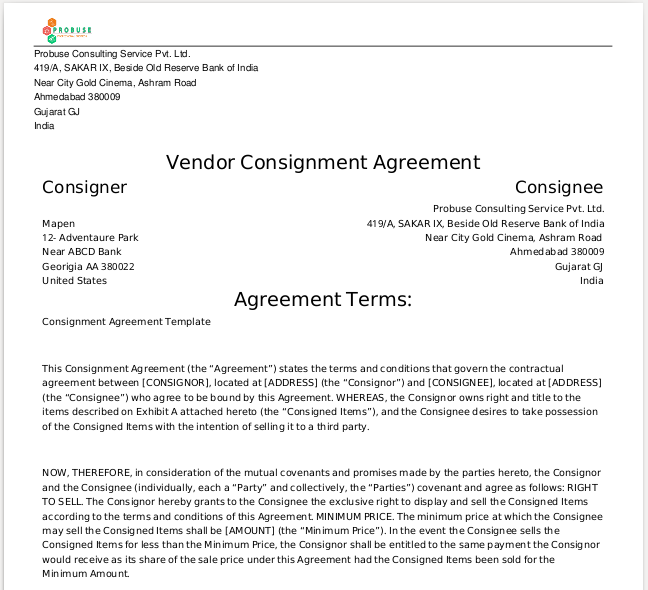 PROBUSE
Probuse Consulting Service Pvt. Ltd.
419/A, SAKAR IX, Beside Old Reserve Bank of India
Near City Gold Cinema, Ashram Road
Ahmedabad 380009
Gujarat GJ
India
Vendor Consignment Agreement
Consigner
Consignee
Mapen
12- Adventaure Park
Near ABCD Bank
Georigia AA 380022
United States
Probuse Consulting Service Pvt. Ltd.
419/A, SAKAR IX, Beside Old Reserve Bank of India
Near City Gold Cinema, Ashram Road
Ahmedabad 380009
Gujarat GJ
India
Agreement Terms:
Consignment Agreement Template
This Consignment Agreement (the “Agreement”) states the terms and conditions that govern the contractual
agreement between [CONSIGNOR], located at [ADDRESS] (the “Consignor”) and [CONSIGNEE], located at [ADDRESS]
(the “Consignee”) who agree to be bound by this Agreement. WHEREAS, the Consignor owns right and title to the
items described on Exhibit A attached hereto (the “Consigned Items”), and the Consignee desires to take possession
of the Consigned Items with the intention of selling it to a third party.
NOW, THEREFORE, in consideration of the mutual covenants and promises made by the parties hereto, the Consignor
and the Consignee (individually, each a “Party” and collectively, the “Parties”) covenant and agree as follows: RIGHT
TO SELL. The Consignor hereby grants to the Consignee the exclusive right to display and sell the Consigned Items
according to the terms and conditions of this Agreement. MINIMUM PRICE. The minimum price at which the Consignee
may sell the Consigned Items shall be [AMOUNT] (the “Minimum Price”). In the event the Consignee sells the
Consigned Items for less than the Minimum Price, the Consignor shall be entitled to the same payment the Consignor
would receive as its share of the sale price under this Agreement had the Consigned Items been sold for the
Minimum Amount.